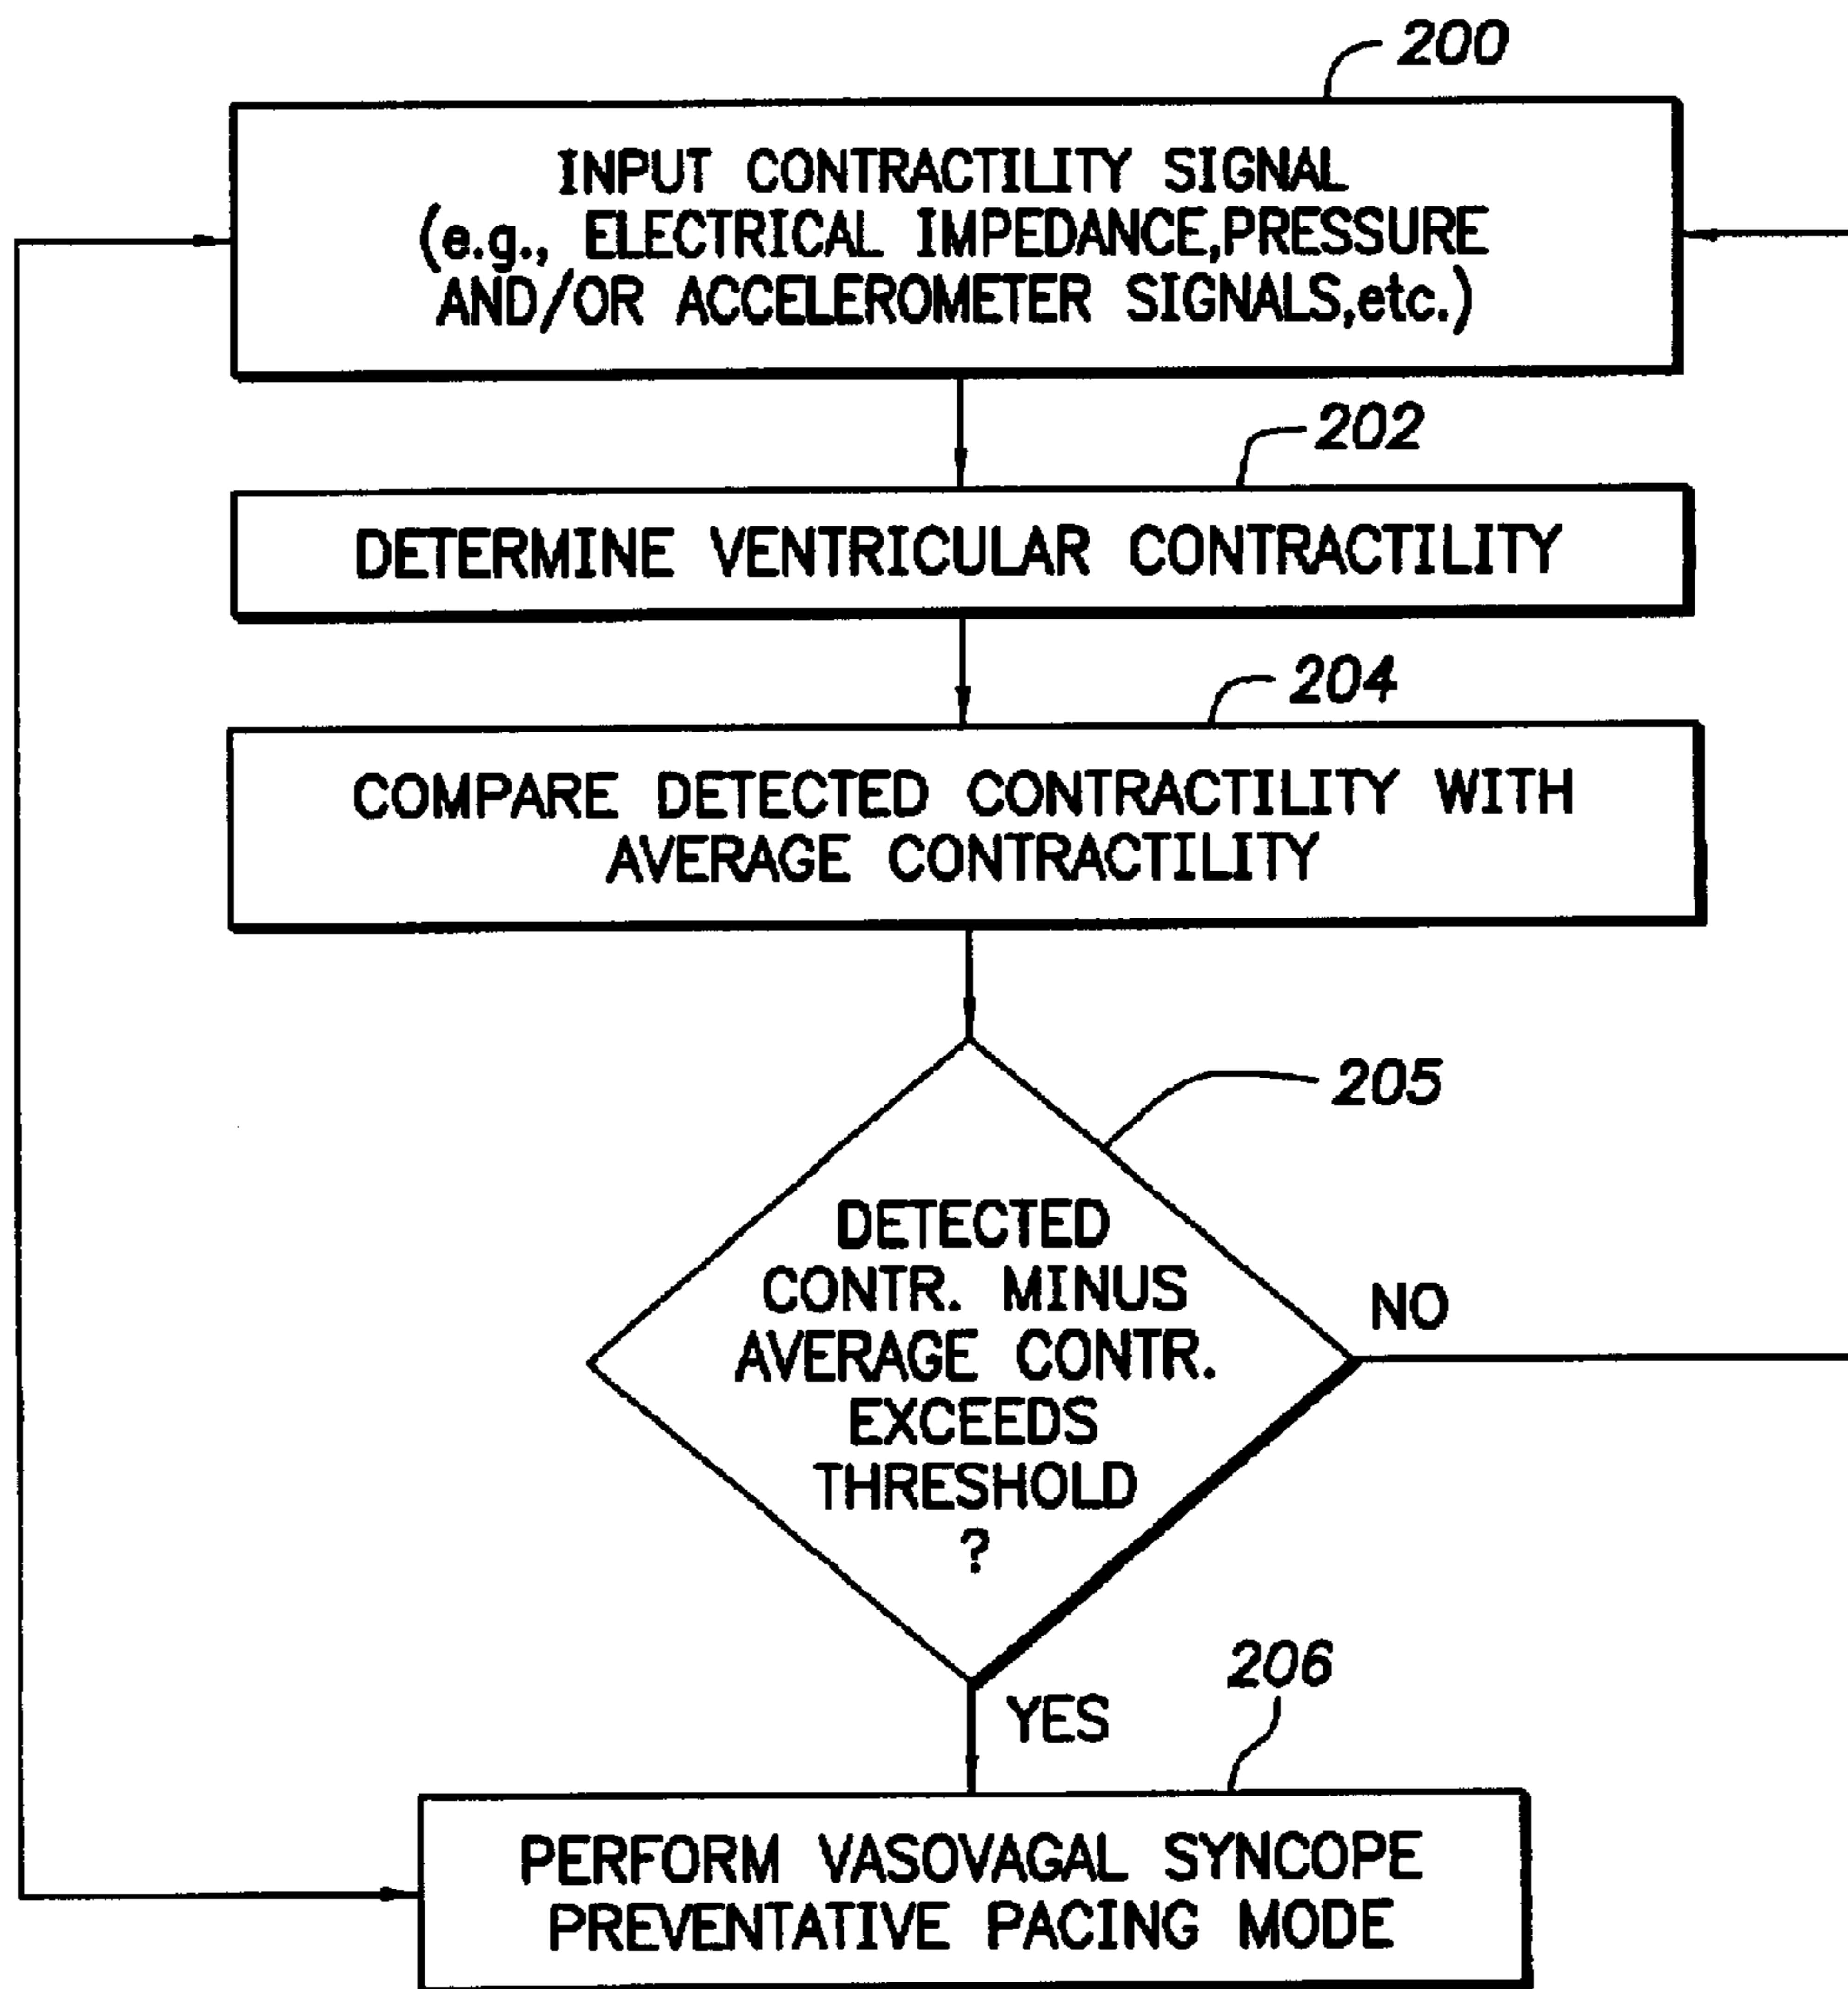 200
INPUT CONTRACTILITY SIGNAL
(e.g., ELECTRICAL IMPEDANCE,PRESSURE
AND/OR ACCELEROMETER SIGNALS,etc.)
202
DETERMINE VENTRICULAR CONTRACTILITY
204
COMPARE DETECTED CONTRACTILITY WITH
AVERAGE CONTRACTILITY
205
DETECTED
CONTR. MINUS
AVERAGE CONTR.
EXCEEDS
THRESHOLD
?
NO
YES
206
PERFORM VASOVAGAL SYNCOPE
PREVENTATIVE PACING MODE